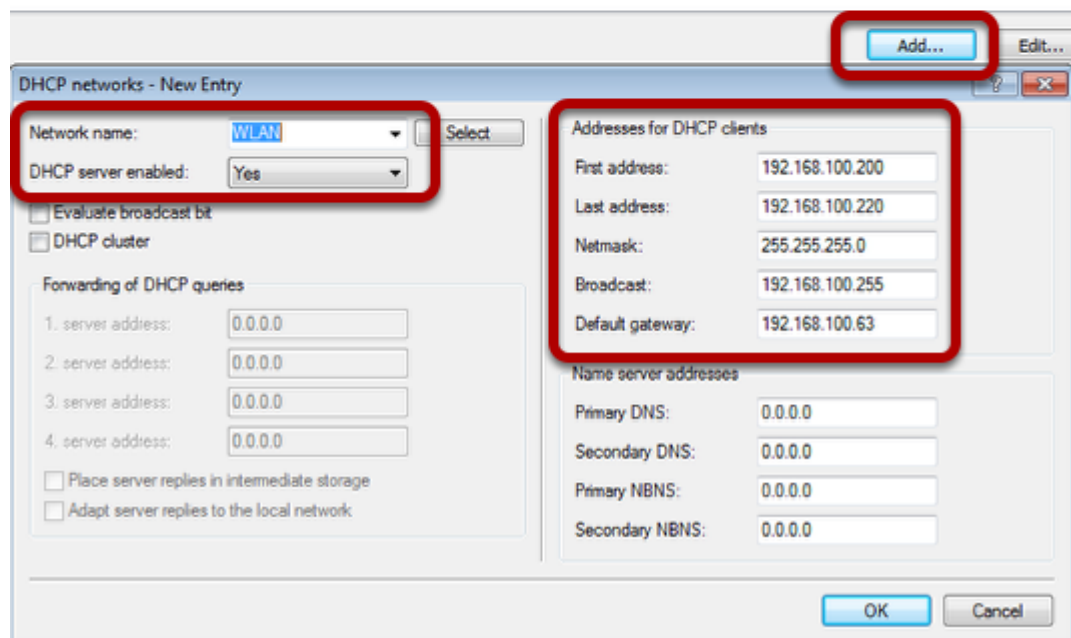 Add... Edit...
DHCP networks - New Entry ?
Network name: WLAN Select
DHCP server enabled: Yes
Evaluate broadcast bit
DHCP cluster
Forwarding of DHCP queries
1. server address: 0.0.0.0
2. server address: 0.0.0.0
3. server address: 0.0.0.0
4. server address: 0.0.0.0
Place server replies in intermediate storage
Adapt server replies to the local network
Addresses for DHCP clients
First address: 192.168.100.200
Last address: 192.168.100.220
Netmask: 255.255.255.0
Broadcast: 192.168.100.255
Default gateway: 192.168.100.63
Name server addresses
Primary DNS: 0.0.0.0
Secondary DNS: 0.0.0.0
Primary NBNS: 0.0.0.0
Secondary NBNS: 0.0.0.0
OK Cancel